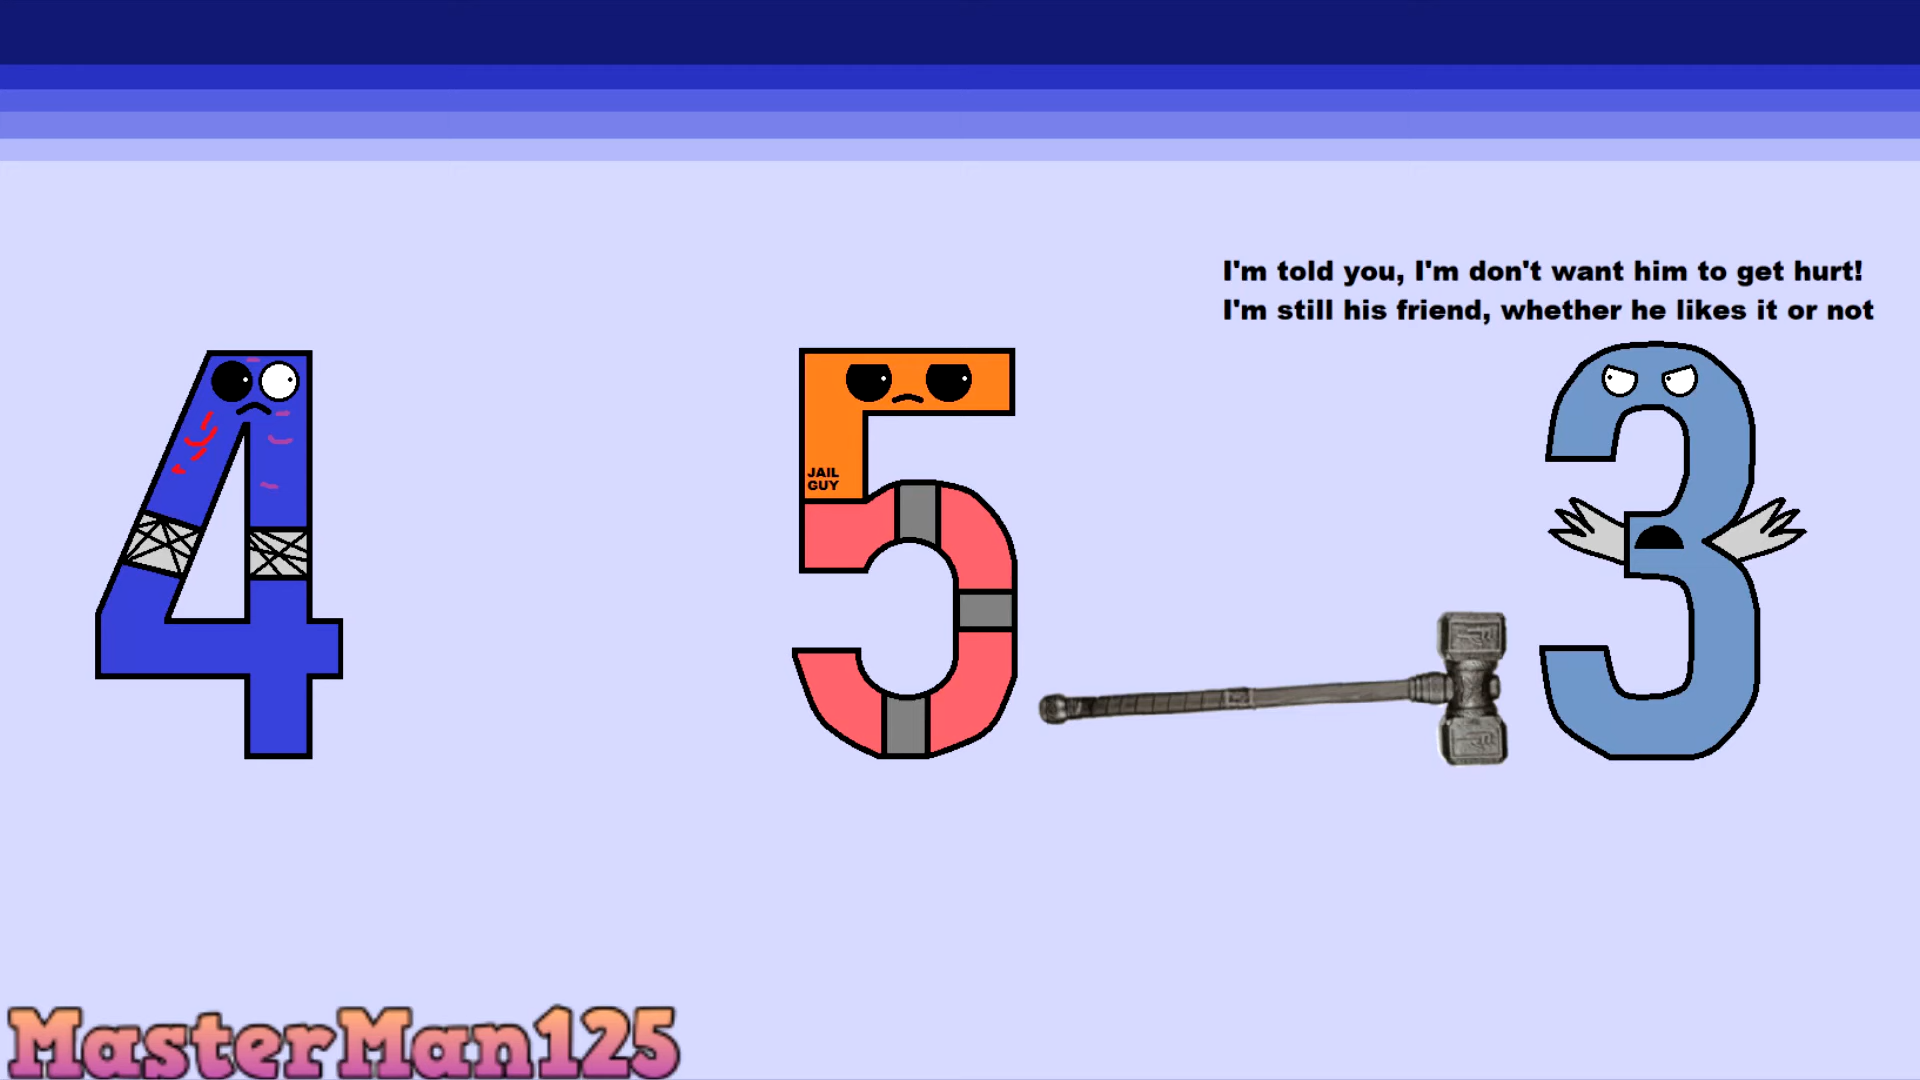 I'm told you, I'm don't want him to get hurt!
I'm still his friend, whether he likes it or not
JAIL
GUY
MasterMan125